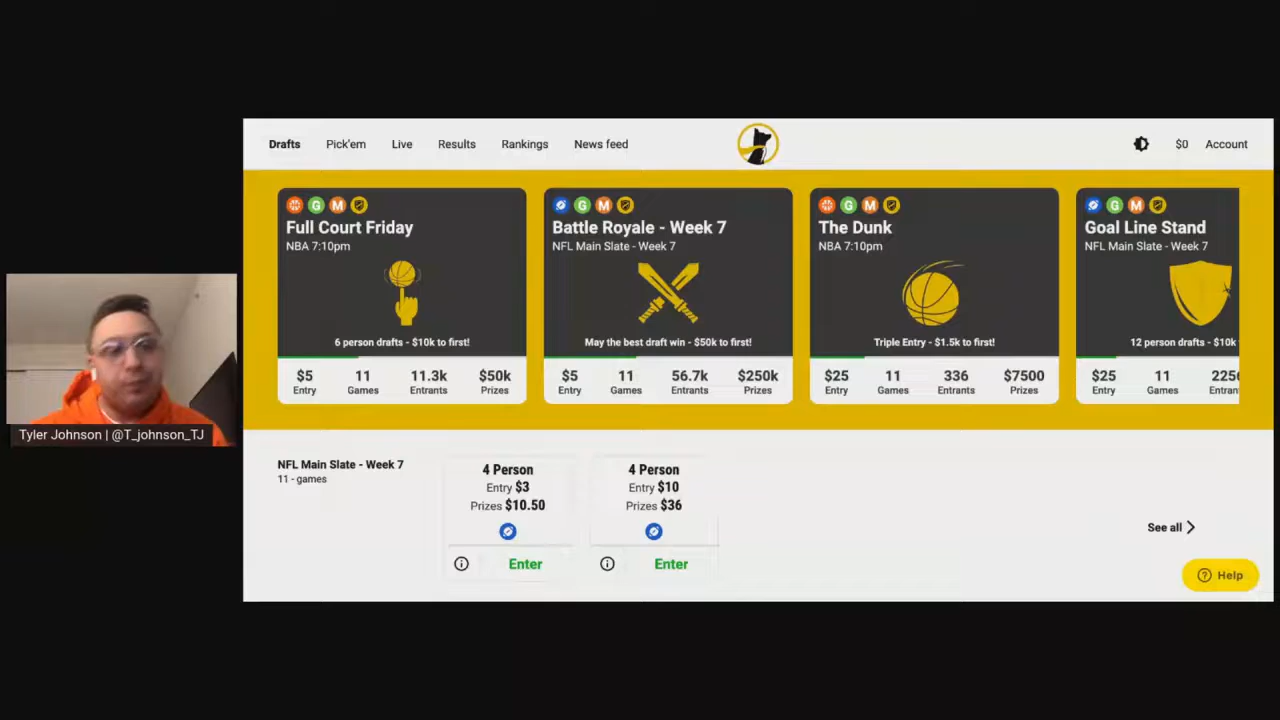 Drafts Pick'em Live Results Rankings News feed $0 Account
G M
Full Court Friday
NBA 7:10pm
6 person drafts - $10k to first!
$5 11 11.3k $50k
Entry Games Entrants Prizes
G M
Battle Royale - Week 7
NFL Main Slate - Week 7
May the best draft win - $50k to first!
$5 11 56.7k $250k
Entry Games Entrants Prizes
G M
The Dunk
NBA 7:10pm
Triple Entry - $1.5k to first!
$25 11 336 $7500
Entry Games Entrants Prizes
G M
Goal Line Stand
NFL Main Slate - Week 7
12 person drafts - $10k
$25 11
Entry Games
Tyler Johnson | @T_johnson_TJ
NFL Main Slate - Week 7
11 - games
4 Person
Entry $3
Prizes $10.50
Enter
4 Person
Entry $10
Prizes $36
Enter
See all
Help